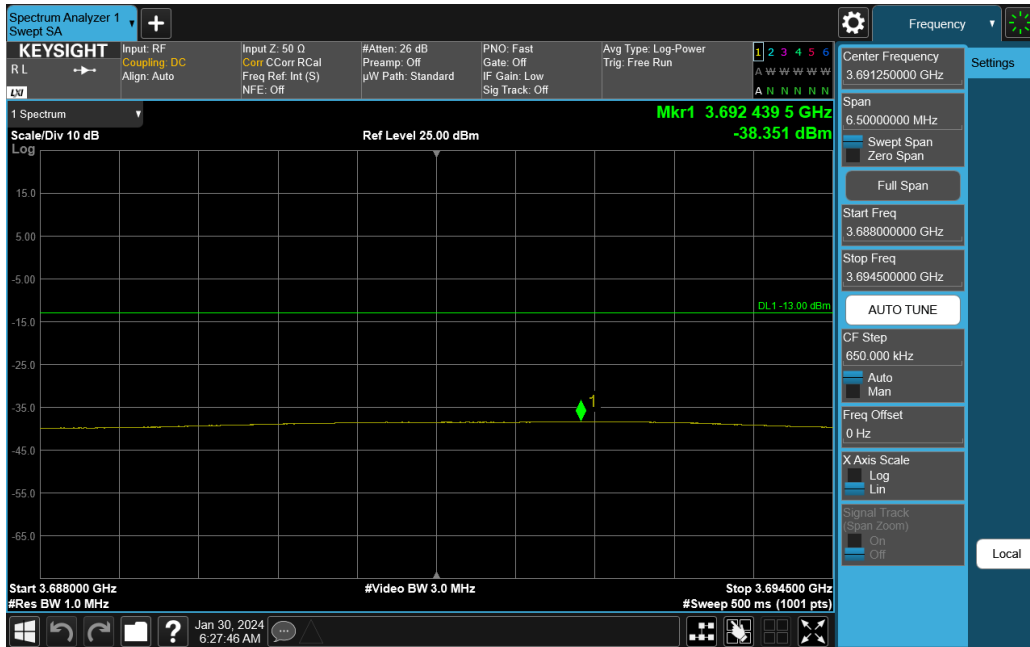 Spectrum Analyzer 1
Swept SA
Frequency
KEYSIGHT
R L
LXI
Input: RF
Coupling: DC
Align: Auto
Input Z: 50 Ω
Corr CCorr RCal
Freq Ref: Int (S)
NFE: Off
#Atten: 26 dB
Preamp: Off
µW Path: Standard
PNO: Fast
Gate: Off
IF Gain: Low
Sig Track: Off
Avg Type: Log-Power
Trig: Free Run
1 2 3 4 5 6
A W W W W W
A N N N N N
1 Spectrum
Scale/Div 10 dB
Log
Ref Level 25.00 dBm
Mkr1 3.692 439 5 GHz
-38.351 dBm
15.0
5.00
-5.00
DL1 -13.00 dBm
-15.0
-25.0
-35.0
1
-45.0
-55.0
-65.0
Start 3.688000 GHz
#Res BW 1.0 MHz
#Video BW 3.0 MHz
Stop 3.694500 GHz
#Sweep 500 ms (1001 pts)
Jan 30, 2024
6:27:46 AM
Center Frequency
3.691250000 GHz
Settings
Span
6.50000000 MHz
Swept Span
Zero Span
Full Span
Start Freq
3.688000000 GHz
Stop Freq
3.694500000 GHz
AUTO TUNE
CF Step
650.000 kHz
Auto
Man
Freq Offset
0 Hz
X Axis Scale
Log
Lin
Signal Track
(Span Zoom)
On
Off
Local